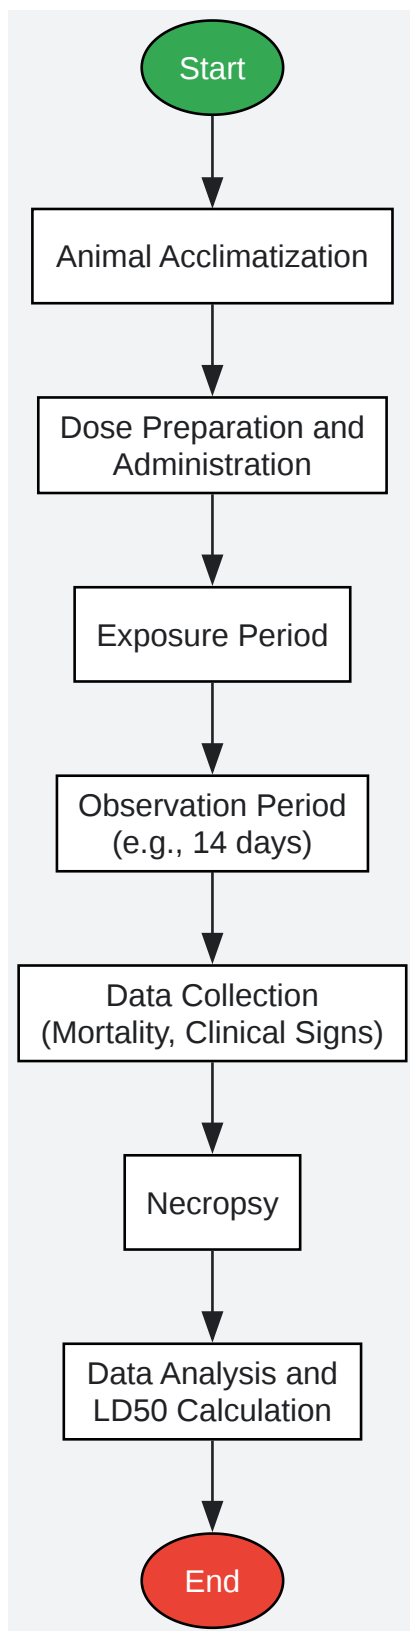 Start
Animal Acclimatization
Dose Preparation and
Administration
Exposure Period
Observation Period
(e.g., 14 days)
Data Collection
(Mortality, Clinical Signs)
Necropsy
Data Analysis and
LD50 Calculation
End